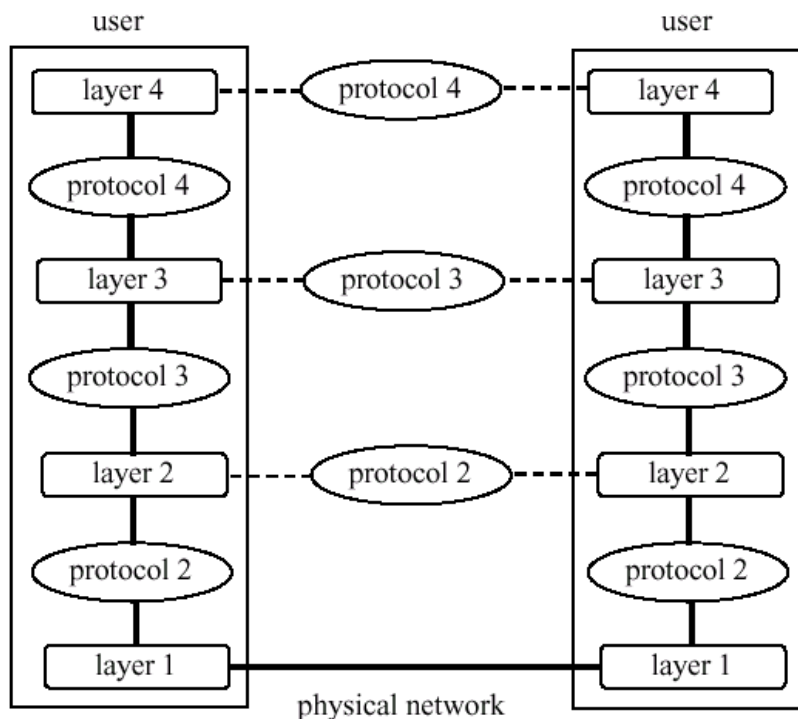 user user
layer 4 protocol 4 layer 4
protocol 4 protocol 4
layer 3 protocol 3 layer 3
protocol 3 protocol 3
layer 2 protocol 2 layer 2
protocol 2 protocol 2
layer 1 layer 1
physical network